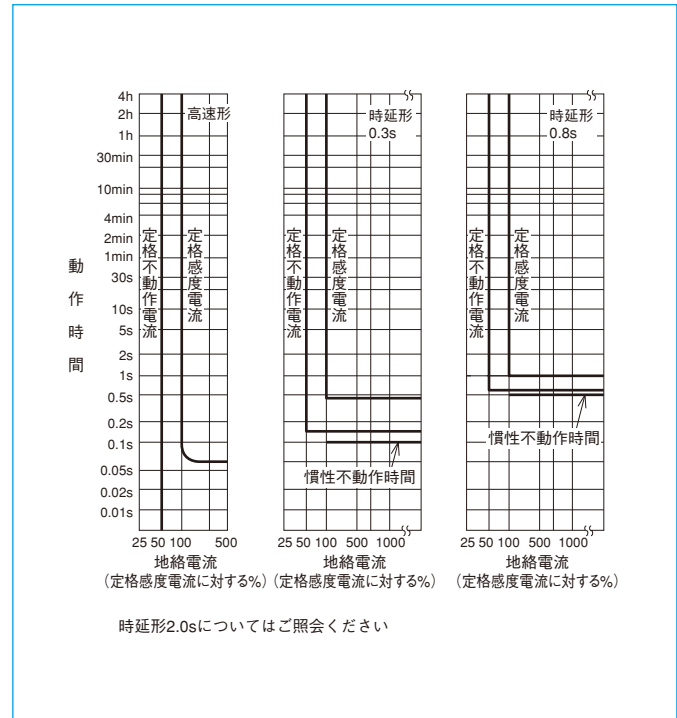 高速形
時延形
0.3s
時延形
0.8s
4h
2h
1h
30min
10min
4min
2min
1min
30s
10s
5s
2s
1s
0.5s
0.2s
0.1s
0.05s
0.02s
0.01s
動作時間
定格不動作電流
定格感度電流
定格不動作電流
定格感度電流
定格不動作電流
定格感度電流
慣性不動作時間
慣性不動作時間
25 50 100 500
25 50 100 500 1000
25 50 100 500 1000
地絡電流
(定格感度電流に対する%)
地絡電流
(定格感度電流に対する%)
地絡電流
(定格感度電流に対する%)
時延形2.0sについてはご照会ください